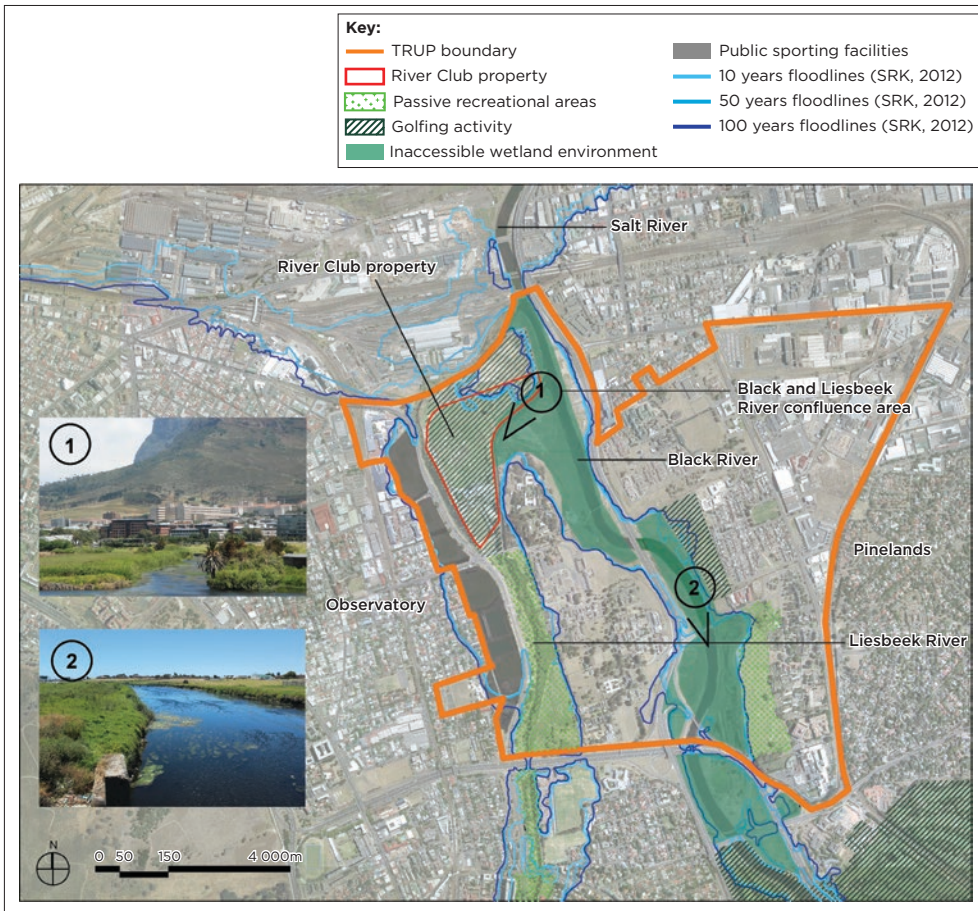 Key:
TRUP boundary
River Club property
Passive recreational areas
Golfing activity
Inaccessible wetland environment
Public sporting facilities
10 years floodlines (SRK, 2012)
50 years floodlines (SRK, 2012)
100 years floodlines (SRK, 2012)
Salt River
River Club property
1
Black and Liesbeek
River confluence area
1
Black River
Pinelands
2
Observatory
Liesbeek River
2
N
0 50 150 4 000m